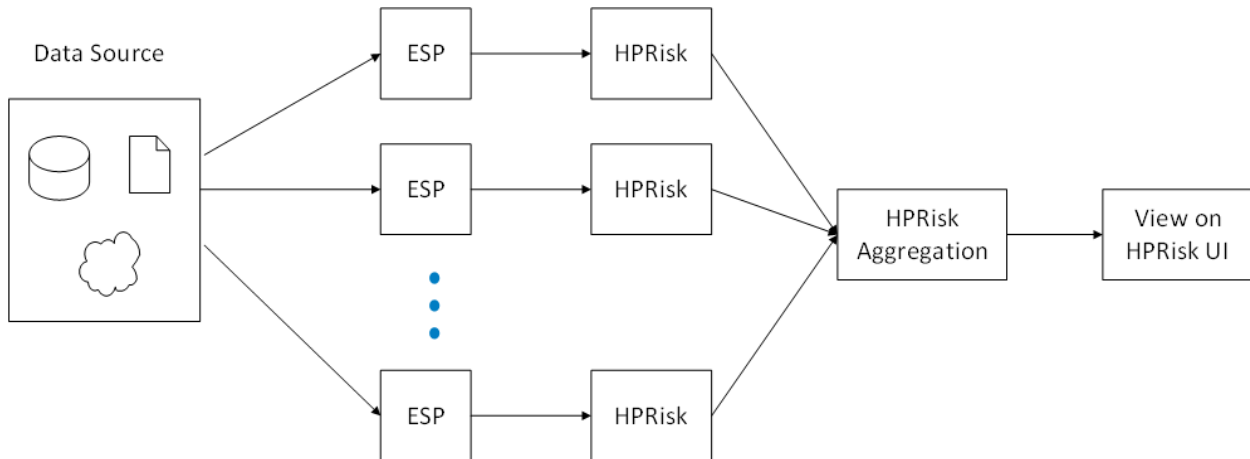 Data Source
ESP
HPRisk
ESP
HPRisk
HPRisk
Aggregation
View on
HPRisk UI
ESP
HPRisk